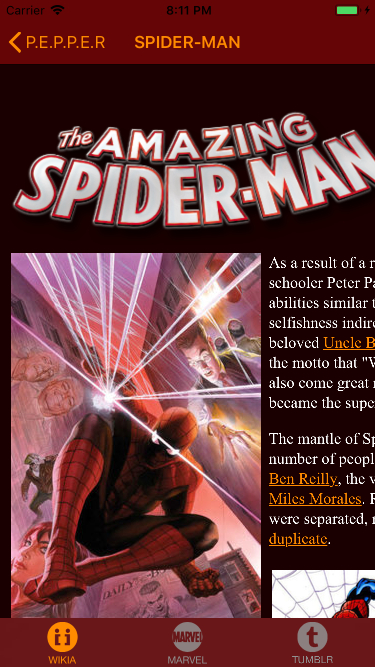 Carrier 8:11 PM
P.E.P.P.E.R SPIDER-MAN
The AMAZING
SPIDER-MAN
As a result of a r
schooler Peter Pa
abilities similar t
selfishness indire
beloved Uncle B
the motto that "W
also come great r
became the supe
The mantle of Sp
number of peopl
Ben Reilly, the v
Miles Morales. F
were separated, r
duplicate.
DAILY
WIKIA
MARVEL
MARVEL
t
TUMBLR